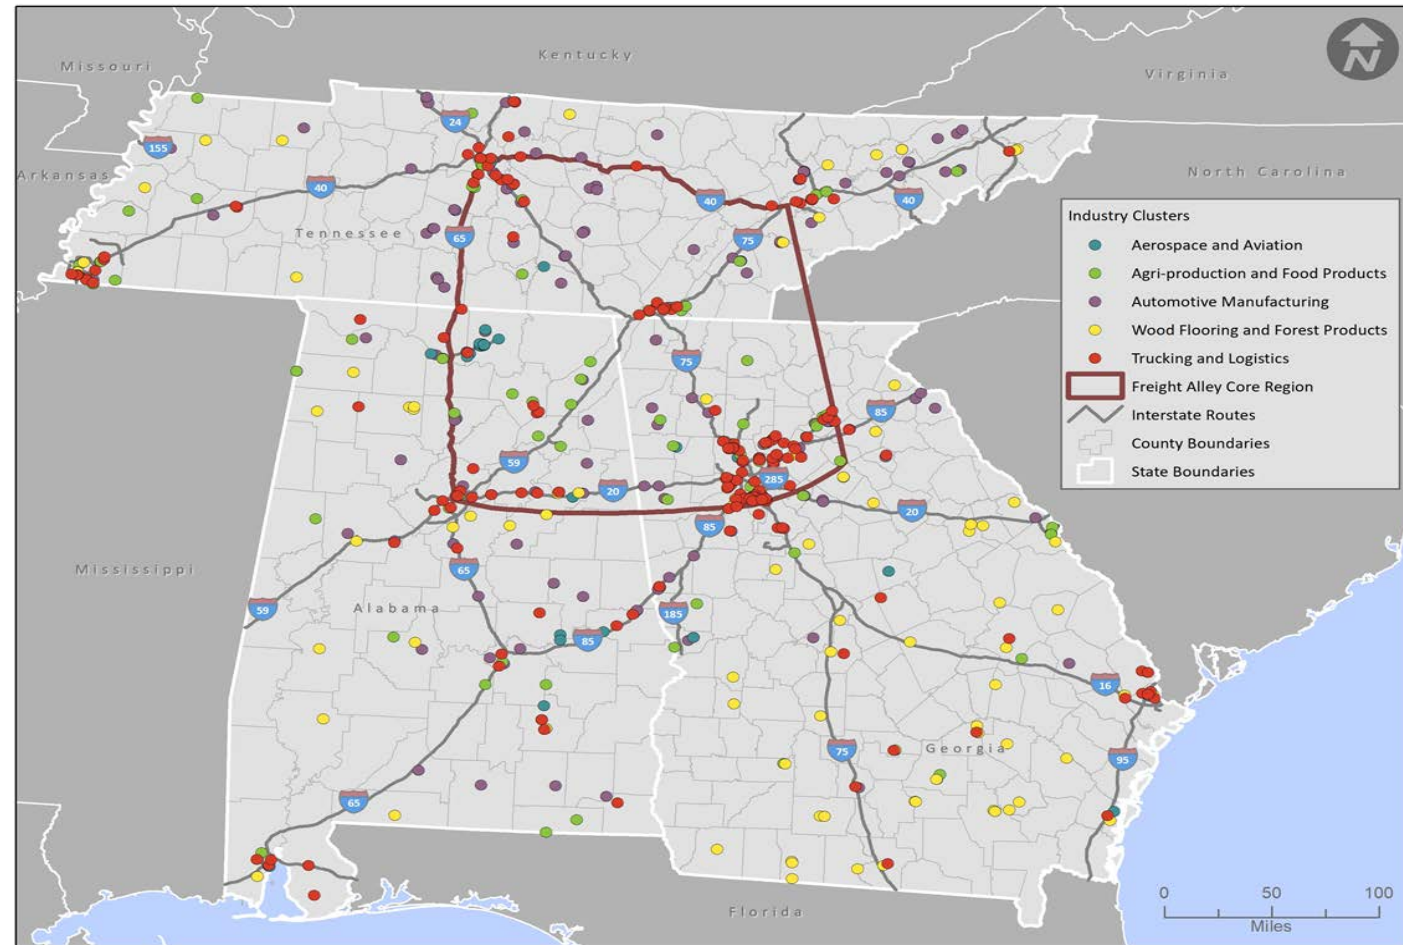 Kentucky
Missouri
Virginia
24
155
Arkansas
North Carolina
40
40
40
Tennessee
65
75
Industry Clusters
Aerospace and Aviation
Agri-production and Food Products
Automotive Manufacturing
Wood Flooring and Forest Products
Trucking and Logistics
Freight Alley Core Region
Interstate Routes
County Boundaries
State Boundaries
N
75
85
59
285
20
20
85
Mississippi
65
Alabama
59
185
85
16
Georgia
75
95
65
Florida
0 50 100
Miles